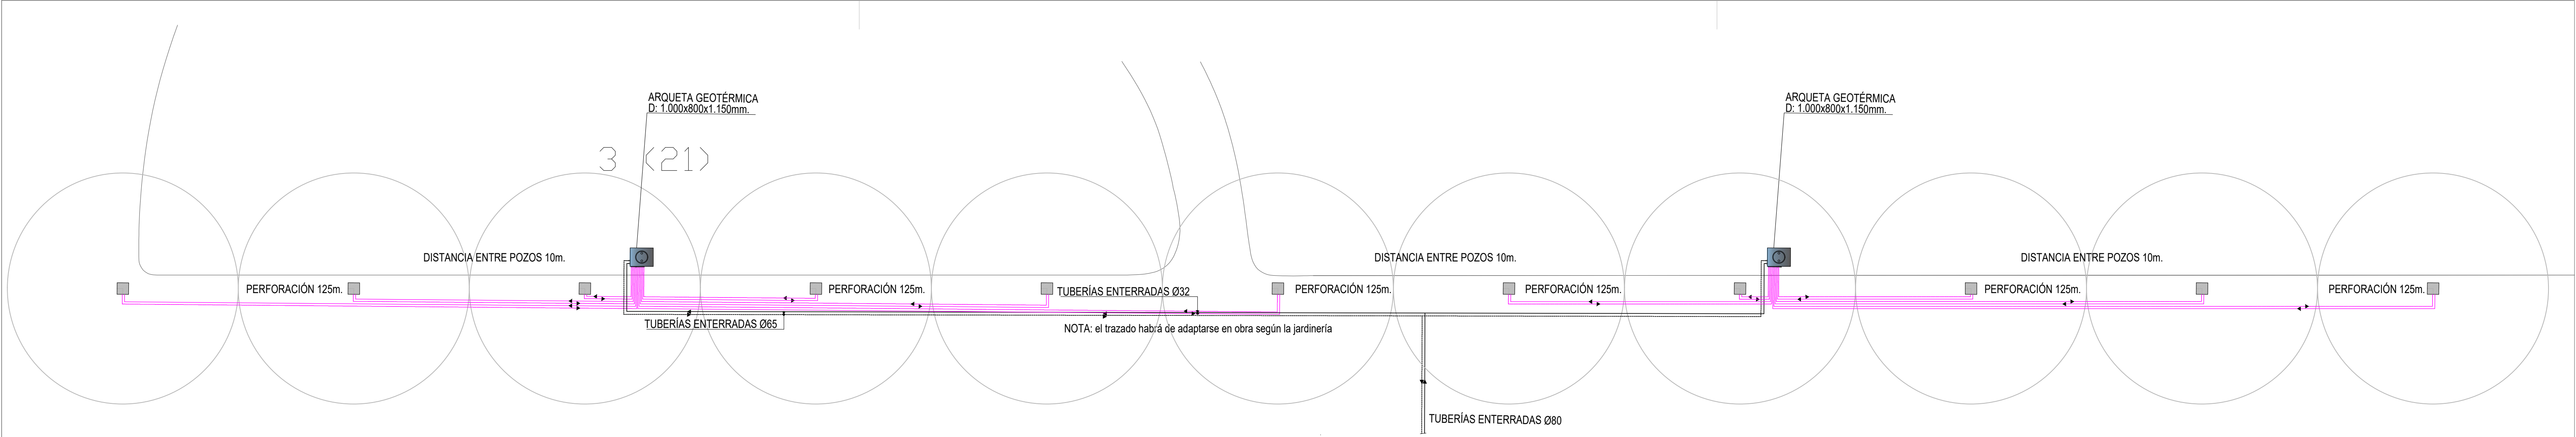 ARQUETA GEOTÉRMICA
D: 1.000x800x1.150mm.
ARQUETA GEOTÉRMICA
D: 1.000x800x1.150mm.
3 (21)
DISTANCIA ENTRE POZOS 10m.
DISTANCIA ENTRE POZOS 10m.
DISTANCIA ENTRE POZOS 10m.
PERFORACIÓN 125m.
PERFORACIÓN 125m.
TUBERÍAS ENTERRADAS Ø32
PERFORACIÓN 125m.
PERFORACIÓN 125m.
PERFORACIÓN 125m.
PERFORACIÓN 125m.
TUBERÍAS ENTERRADAS Ø65
NOTA: el trazado habrá de adaptarse en obra según la jardinería
TUBERÍAS ENTERRADAS Ø80